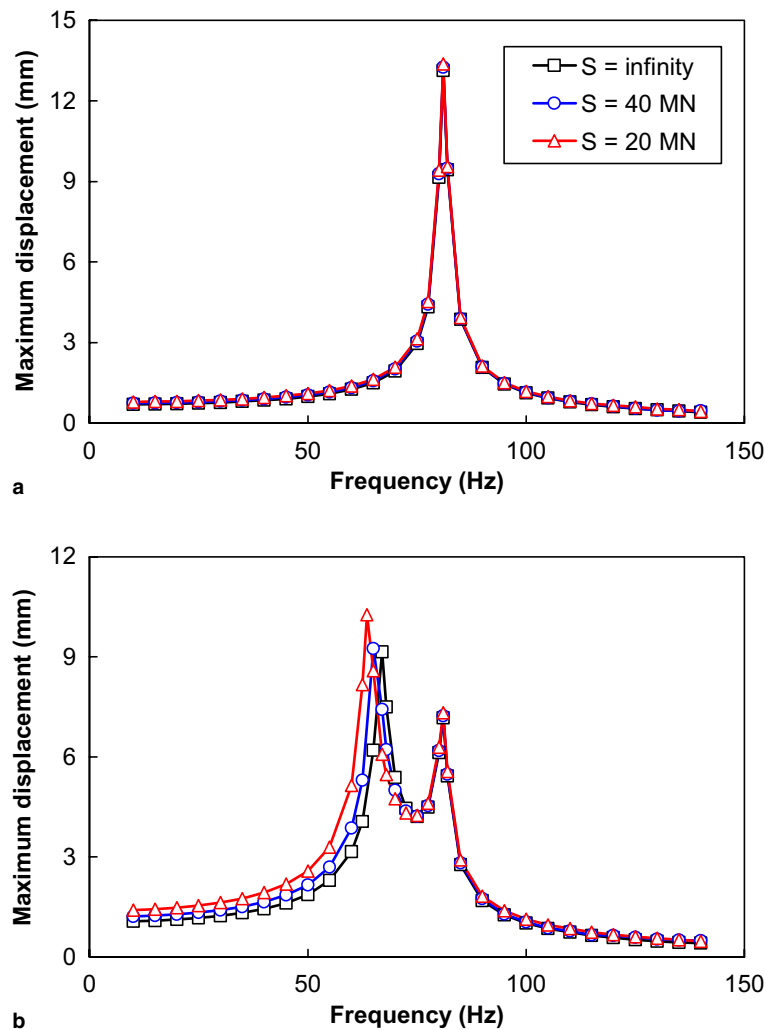 15
12
9
6
3
0
Maximum displacement (mm)
S = infinity
S = 40 MN
S = 20 MN
0 50 100 150
Frequency (Hz)
a
12
9
6
3
0
Maximum displacement (mm)
0 50 100 150
Frequency (Hz)
b